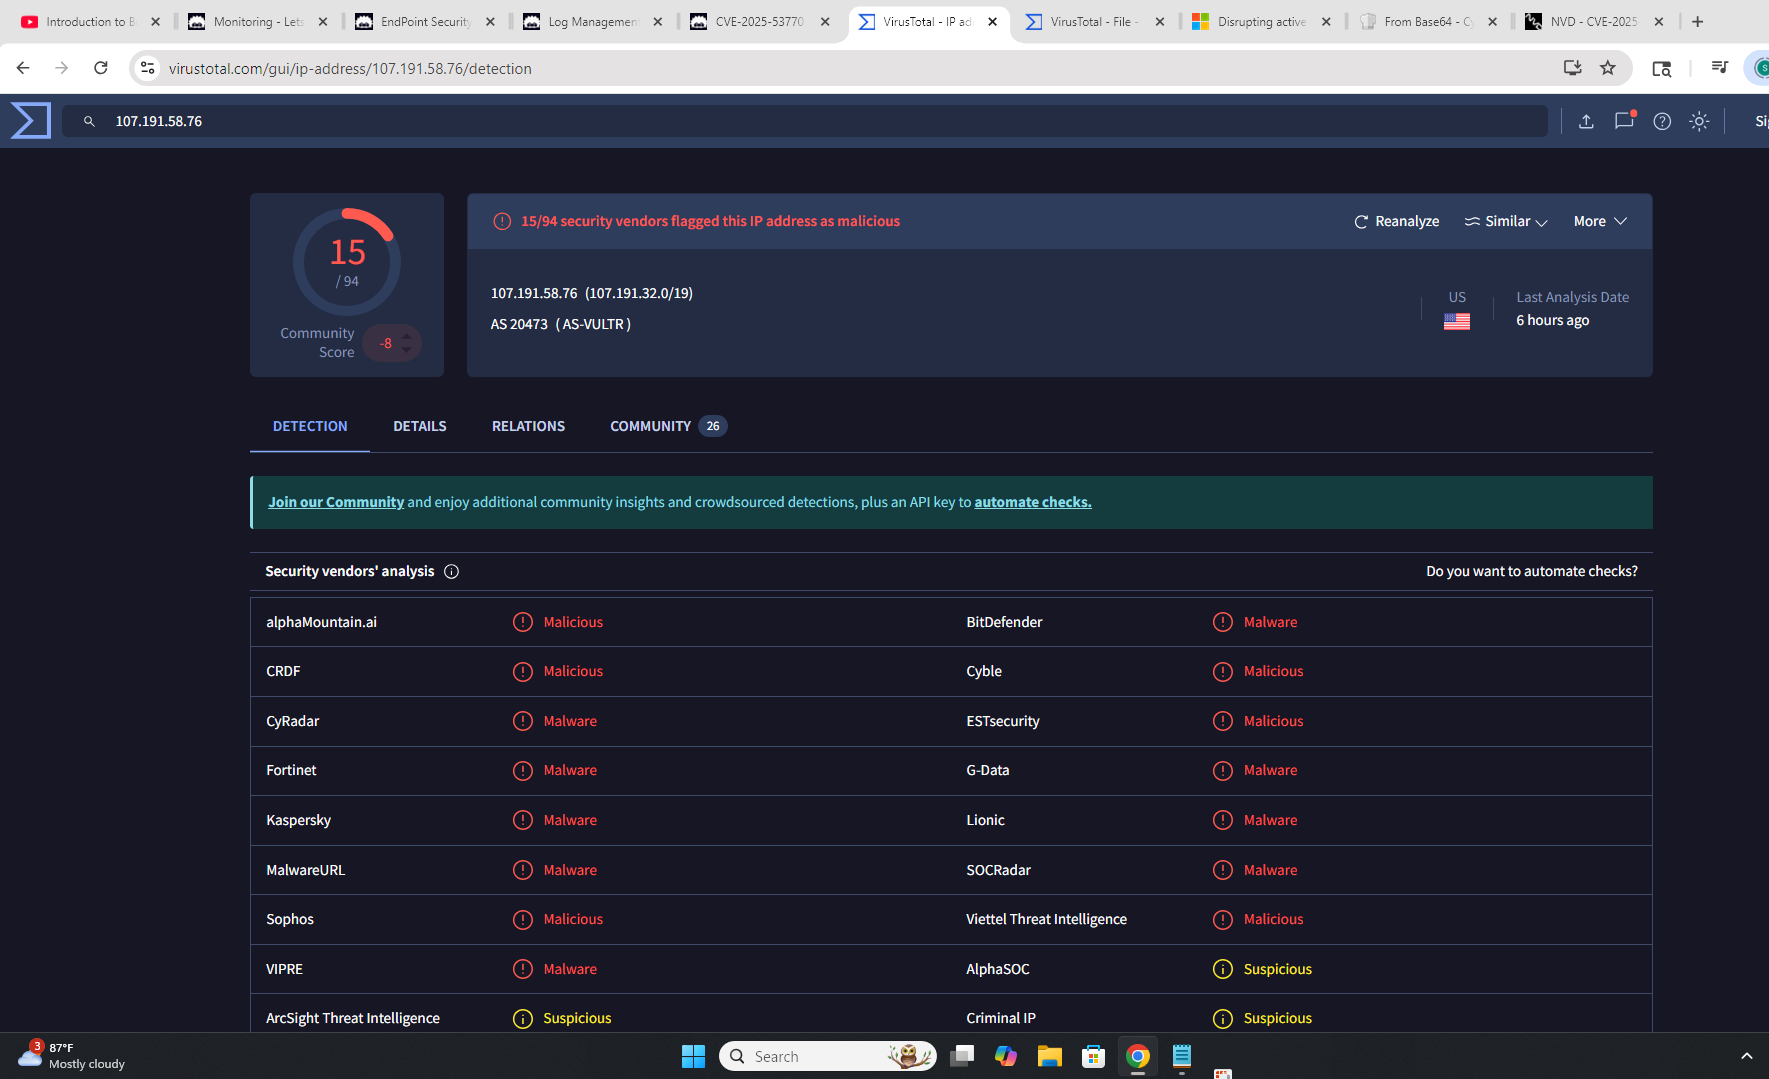 Introduction to B
Monitoring - Lets
EndPoint Security
Log Management
CVE-2025-53770
VirusTotal - IP ad
VirusTotal - File -
Disrupting active
From Base64 - Cy
NVD - CVE-2025
virustotal.com/gui/ip-address/107.191.58.76/detection
S
107.191.58.76
Sig
15
/ 94
Community
Score
-8
15/94 security vendors flagged this IP address as malicious
Reanalyze
Similar
More
107.191.58.76 (107.191.32.0/19)
AS 20473 ( AS-VULTR )
US
Last Analysis Date
6 hours ago
DETECTION
DETAILS
RELATIONS
COMMUNITY 26
Join our Community and enjoy additional community insights and crowdsourced detections, plus an API key to automate checks.
Security vendors' analysis
Do you want to automate checks?
alphaMountain.ai Malicious BitDefender Malware
CRDF Malicious Cyble Malicious
CyRadar Malware ESTsecurity Malicious
Fortinet Malware G-Data Malware
Kaspersky Malware Lionic Malware
MalwareURL Malware SOCRadar Malware
Sophos Malicious Viettel Threat Intelligence Malicious
VIPRE Malware AlphaSOC Suspicious
ArcSight Threat Intelligence Suspicious Criminal IP Suspicious
3
87°F
Mostly cloudy
Search